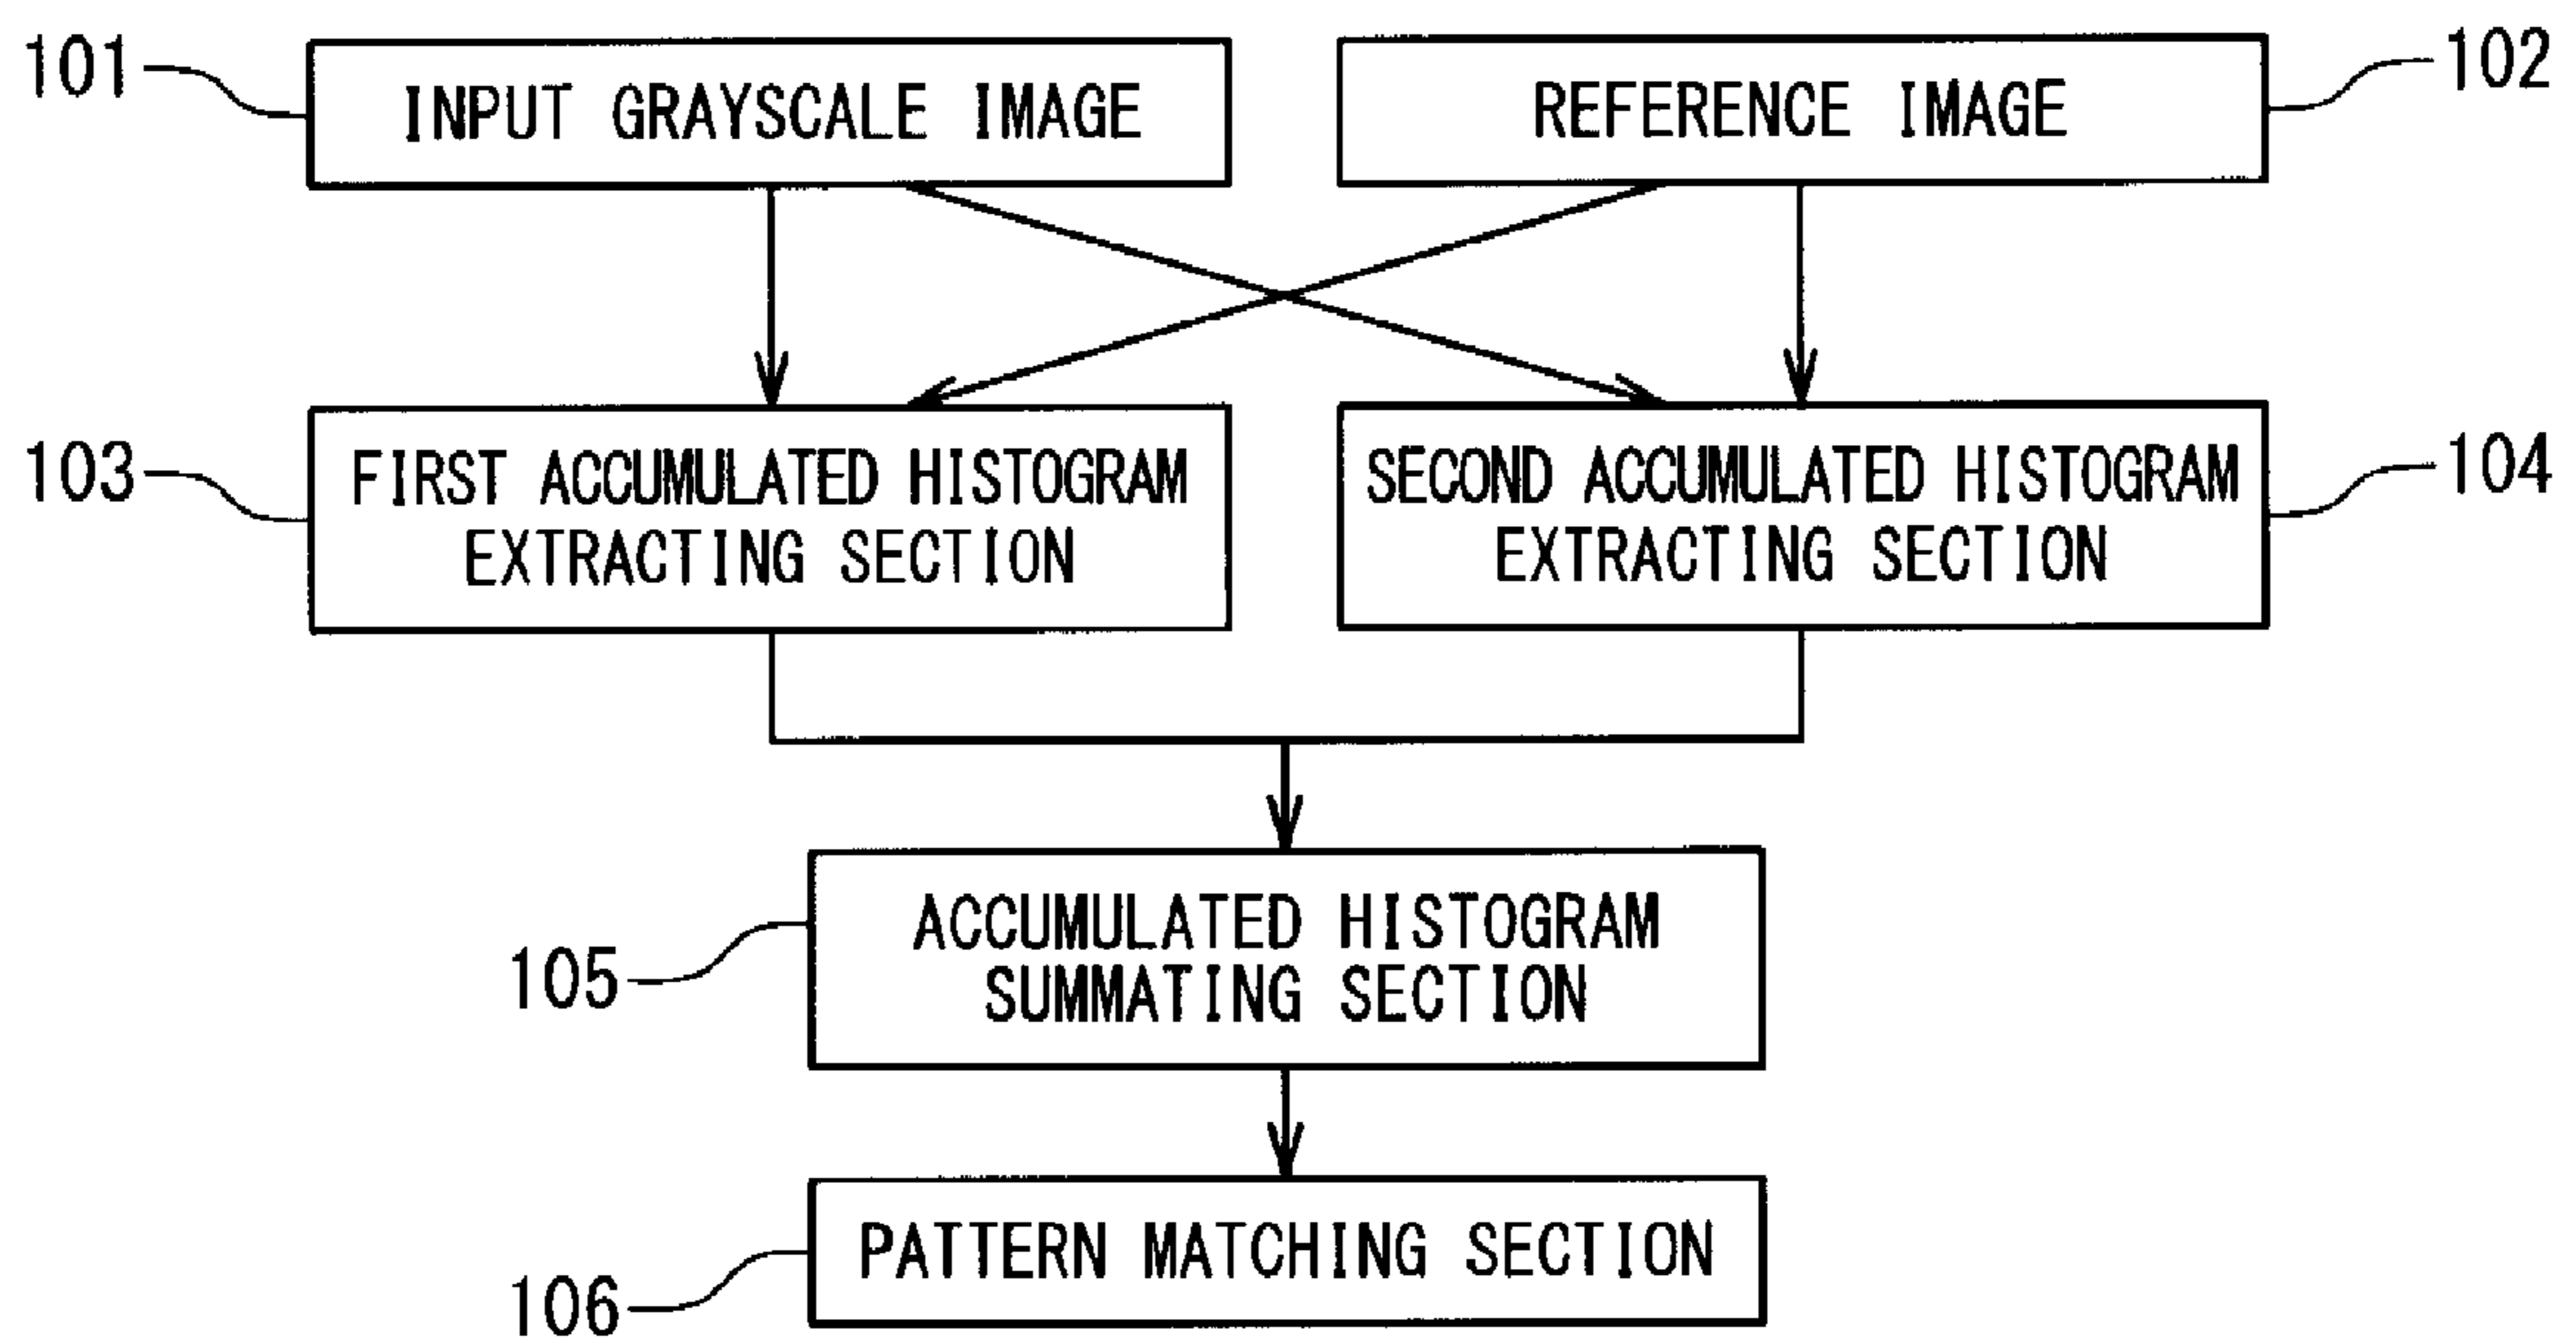 101
INPUT GRAYSCALE IMAGE
REFERENCE IMAGE
102
103
FIRST ACCUMULATED HISTOGRAM
EXTRACTING SECTION
SECOND ACCUMULATED HISTOGRAM
EXTRACTING SECTION
104
105
ACCUMULATED HISTOGRAM
SUMMATING SECTION
106
PATTERN MATCHING SECTION